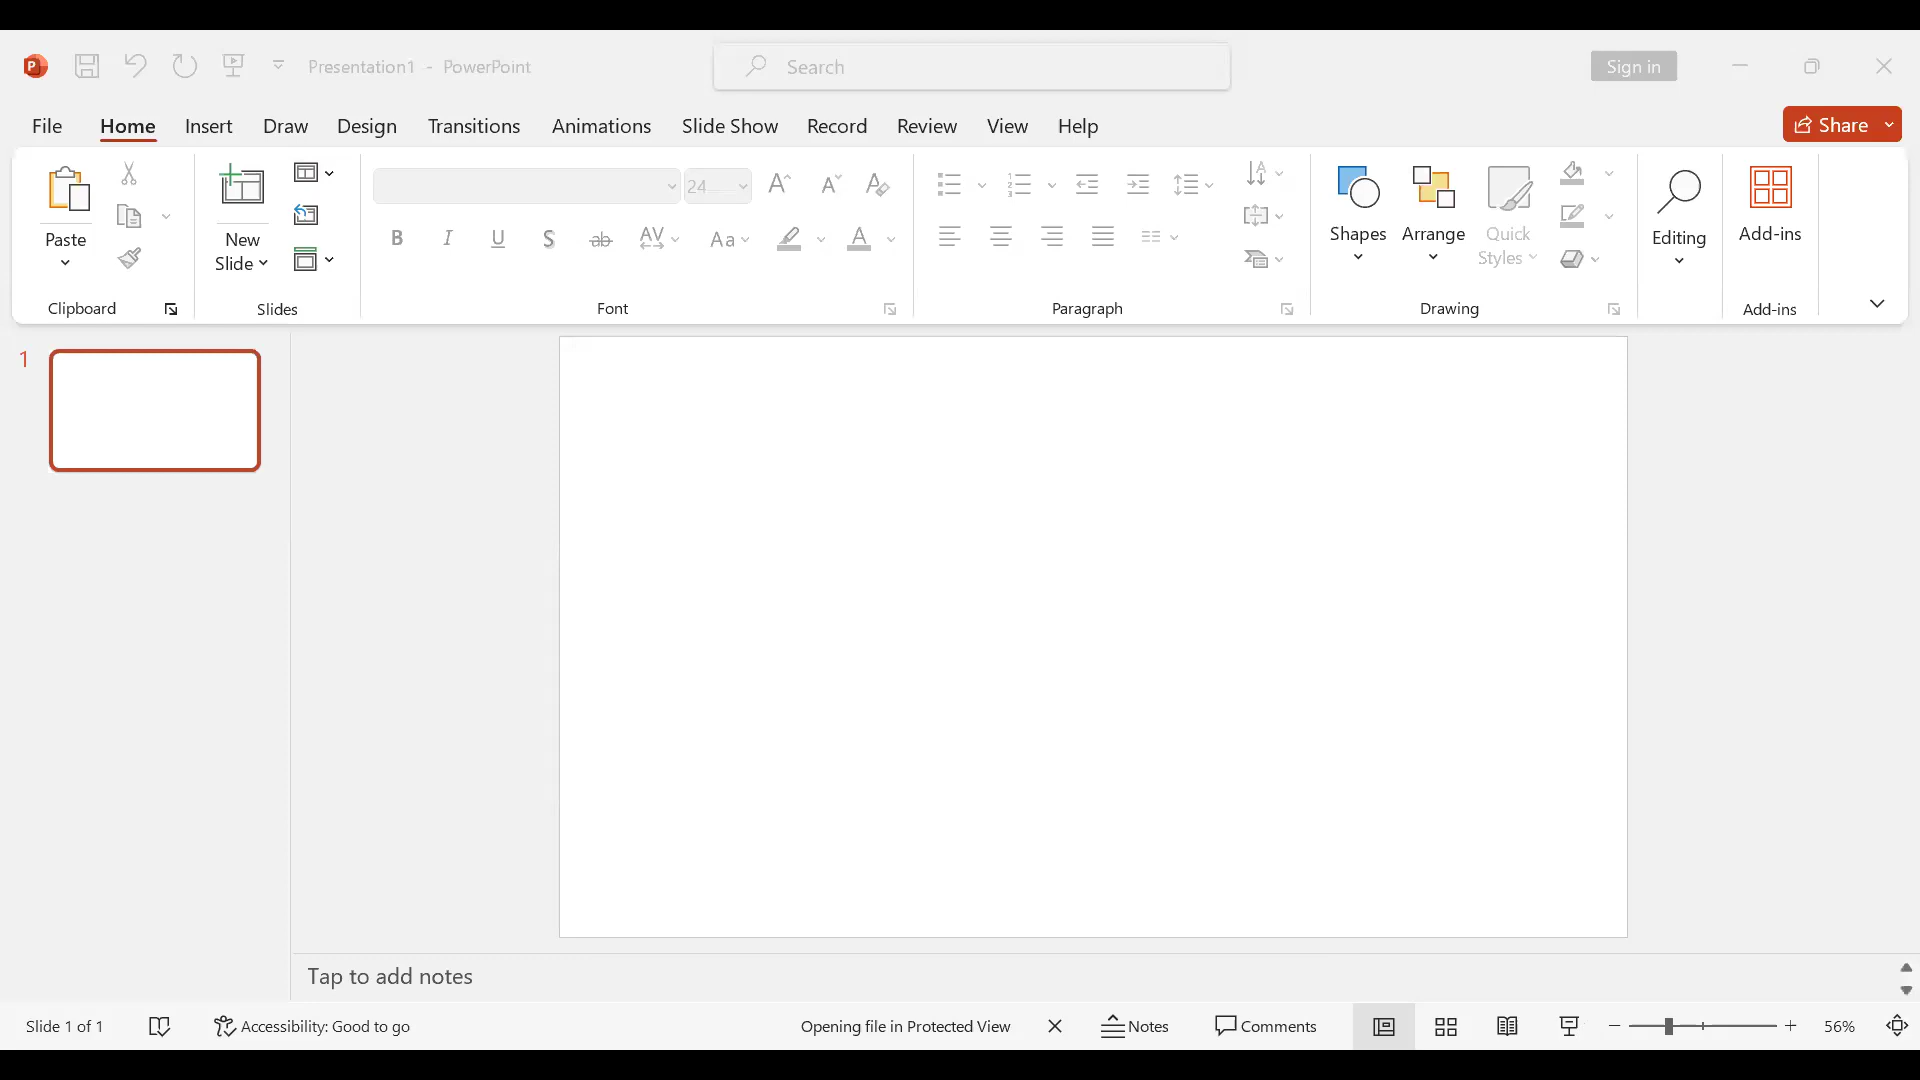 Presentation1 - PowerPoint
Search
Sign in
File Home Insert Draw Design Transitions Animations Slide Show Record Review View Help
Share
24
Paste
New
Slide
B I U S ab AV Aa A
Shapes Arrange Quick
Styles
Editing
Add-ins
Clipboard Slides Font Paragraph Drawing Add-ins
1
Tap to add notes
Slide 1 of 1 Accessibility: Good to go Opening file in Protected View Notes Comments 56%